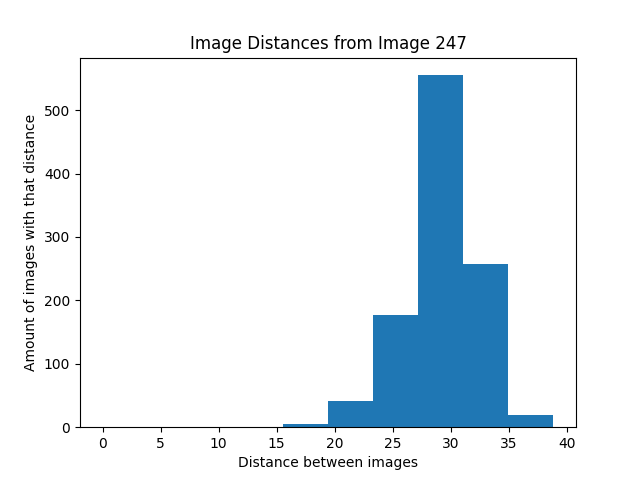 Image Distances from Image 247
Amount of images with that distance
500
400
300
200
100
0
0 5 10 15 20 25 30 35 40
Distance between images